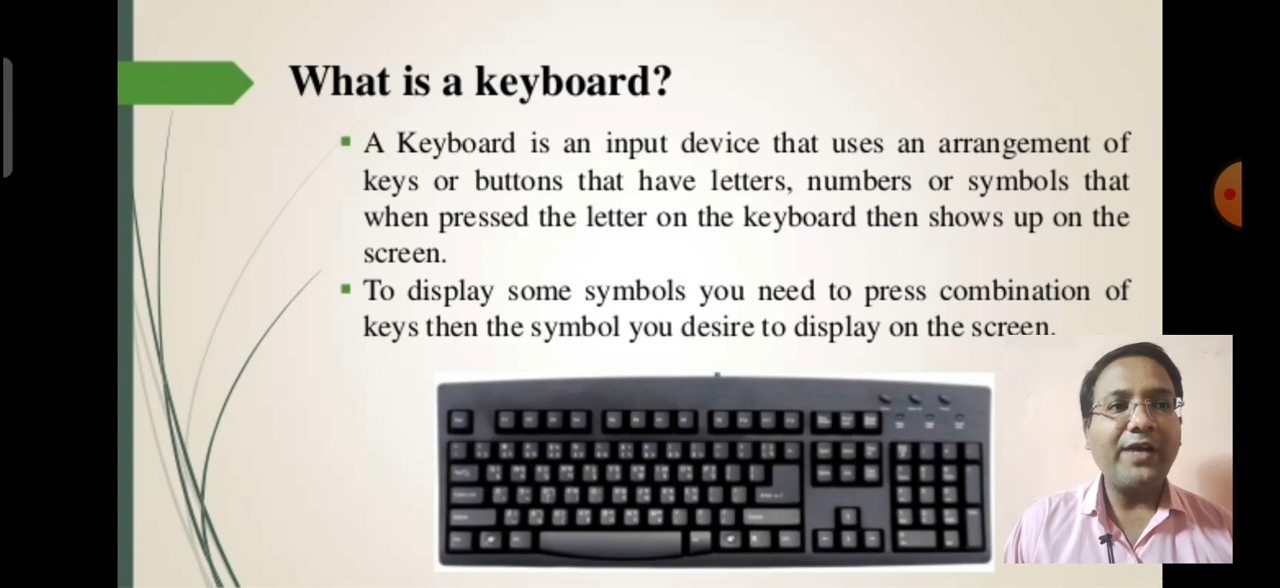 What is a keyboard?
A Keyboard is an input device that uses an arrangement of
keys or buttons that have letters, numbers or symbols that
when pressed the letter on the keyboard then shows up on the
screen.
To display some symbols you need to press combination of
keys then the symbol you desire to display on the screen.